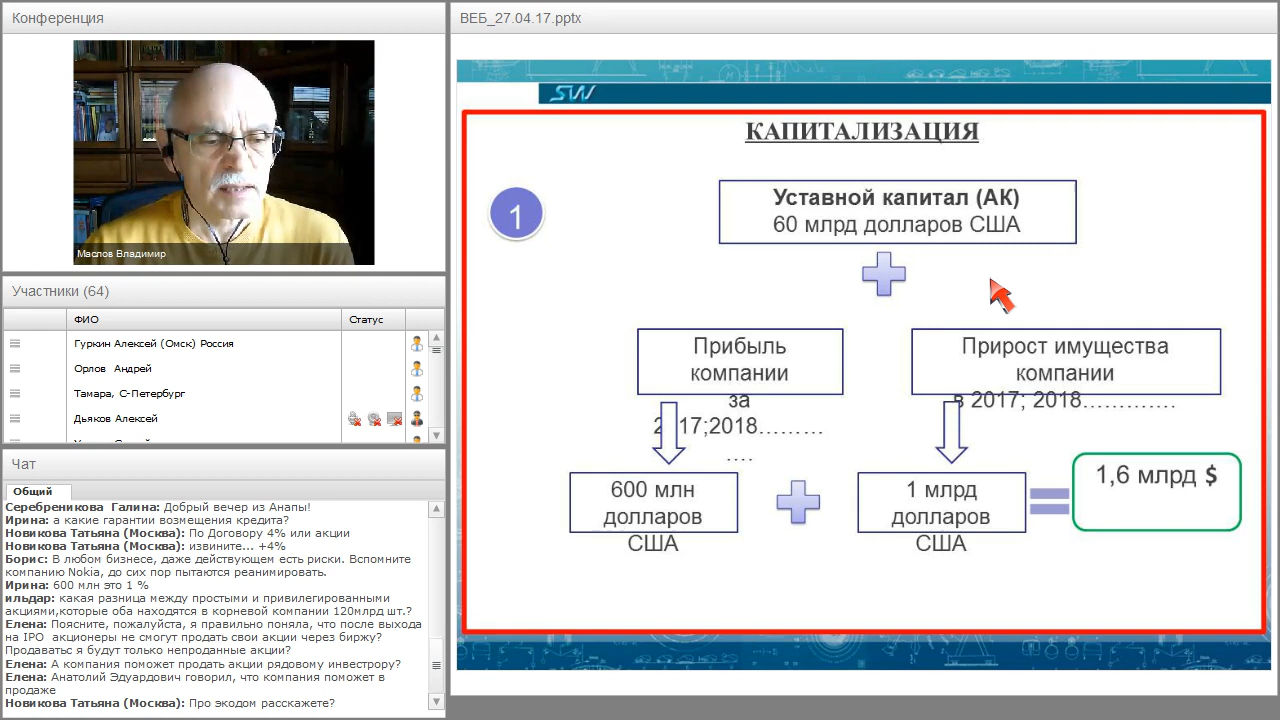 Конференция
Маслов Владимир
Участники (64)
ФИО
Статус
Гуркин Алексей (Омск) Россия
Орлов Андрей
Тамара, С-Петербург
Дьяков Алексей
Чат
Общий
Серебреникова Галина: Добрый вечер из Анапы!
Ирина: а какие гарантии возмещения кредита?
Новикова Татьяна (Москва): По Договору 4% или акции
Новикова Татьяна (Москва): извините... +4%
Борис: В любом бизнесе, даже действующем есть риски. Вспомните
компанию Nokia, до сих пор пытаются реанимировать.
Ирина: 600 млн это 1 %
ильдар: какая разница между простыми и привилегированными
акциями,которые оба находятся в корневой компании 120млрд шт.?
Елена: Поясните, пожалуйста, я правильно поняла, что после выхода
на IPO акционеры не смогут продать свои акции через биржу?
Продаваться будут только непроданные акции?
Елена: А компания поможет продать акции рядовому инвестрору?
Елена: Анатолий Эдуардович говорил, что компания поможет в
продаже
Новикова Татьяна (Москва): Про экодом расскажете?
ВЕБ_27.04.17.pptx
SW
КАПИТАЛИЗАЦИЯ
1
Уставной капитал (АК)
60 млрд долларов США
Прибыль
компании
за
2017;2018………
….
Прирост имущества
компании
в 2017; 2018………….
600 млн
долларов
США
1 млрд
долларов
США
1,6 млрд $